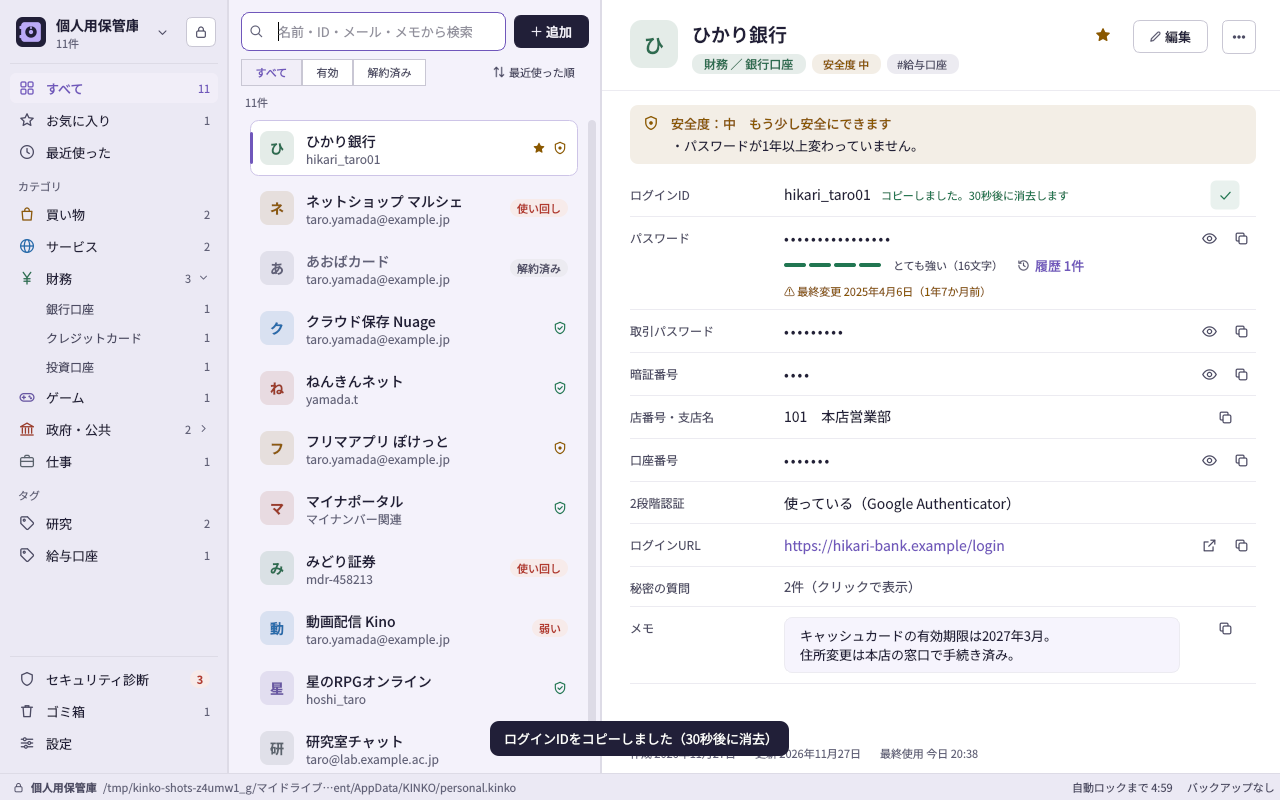 個人用保管庫
11件
すべて 11
お気に入り 1
最近使った
カテゴリ
買い物 2
サービス 2
財務 3
銀行口座 1
クレジットカード 1
投資口座 1
ゲーム 1
政府・公共 2
仕事 1
タグ
研究 2
給与口座 1
セキュリティ診断 3
ゴミ箱 1
設定
名前・ID・メール・メモから検索
＋ 追加
すべて 有効 解約済み
最近使った順
11件
ひ
ひかり銀行
hikari_taro01
ネ
ネットショップ マルシェ
taro.yamada@example.jp
使い回し
あ
あおばカード
taro.yamada@example.jp
解約済み
ク
クラウド保存 Nuage
taro.yamada@example.jp
ね
ねんきんネット
yamada.t
フ
フリマアプリ ぽけっと
taro.yamada@example.jp
マ
マイナポータル
マイナンバー関連
み
みどり証券
mdr-458213
使い回し
動
動画配信 Kino
taro.yamada@example.jp
弱い
星
星のRPGオンライン
hoshi_taro
研
研究室チャット
taro@lab.example.ac.jp
ひ
ひかり銀行
財務 ／ 銀行口座 安全度 中 #給与口座
編集
安全度：中　もう少し安全にできます
・パスワードが1年以上変わっていません。
ログインID hikari_taro01 コピーしました。30秒後に消去します
パスワード ••••••••••••••••
とても強い（16文字） 履歴 1件
最終変更 2025年4月6日（1年7か月前）
取引パスワード •••••••••
暗証番号 ••••
店番号・支店名 101　本店営業部
口座番号 •••••••
2段階認証 使っている（Google Authenticator）
ログインURL https://hikari-bank.example/login
秘密の質問 2件（クリックで表示）
メモ キャッシュカードの有効期限は2027年3月。
住所変更は本店の窓口で手続き済み。
ログインIDをコピーしました（30秒後に消去）
2026年11月27日 最終使用 今日 20:38
個人用保管庫 /tmp/kinko-shots-z4umw1_g/マイドライブ…ent/AppData/KINKO/personal.kinko
自動ロックまで 4:59 バックアップなし